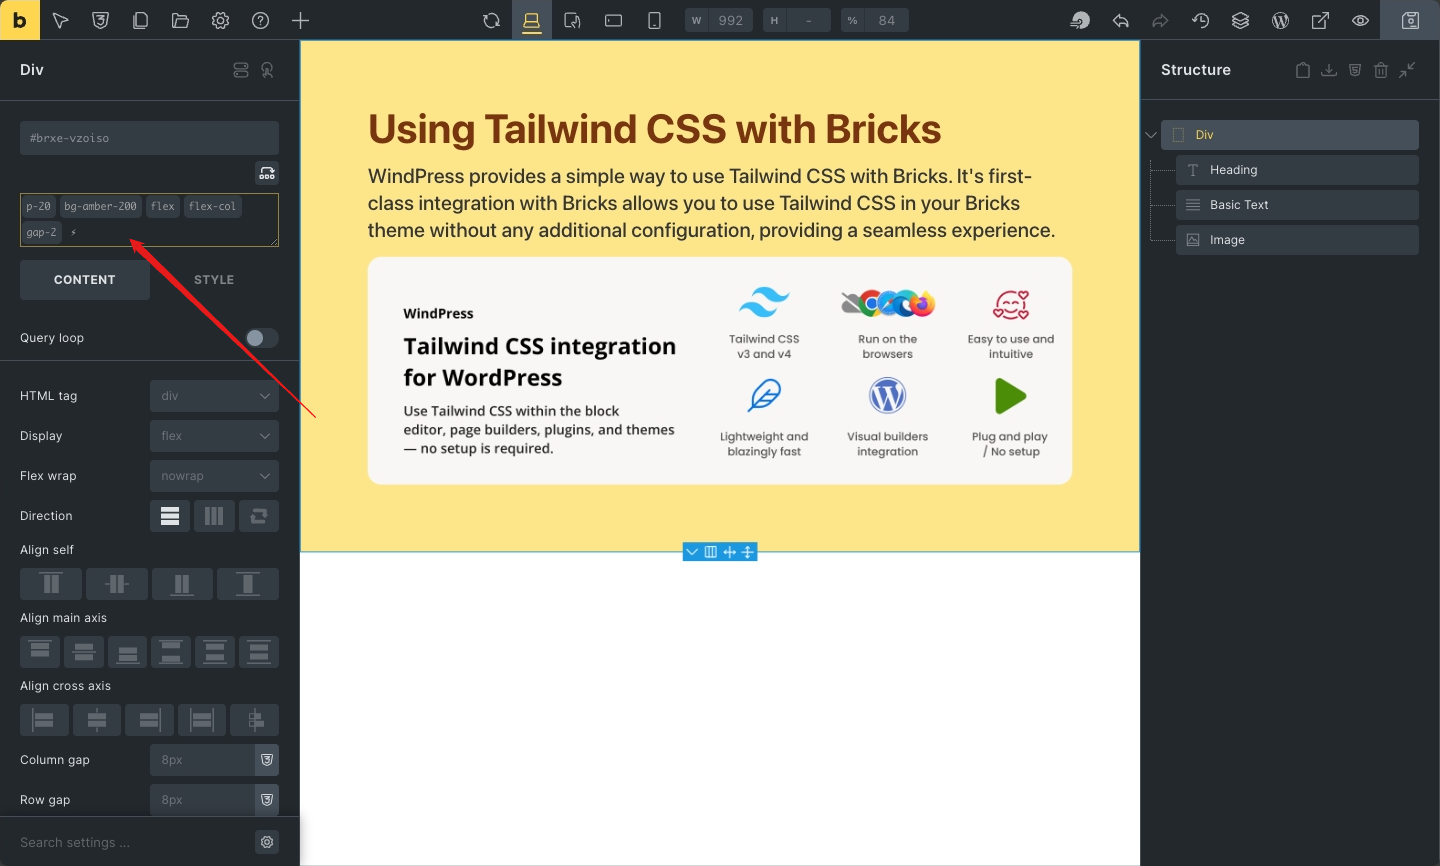 b
W 992
H -
% 84
Div
#brxe-vzoiso
p-20 bg-amber-200 flex flex-col
gap-2
CONTENT
STYLE
Query loop
HTML tag
div
Display
flex
Flex wrap
nowrap
Direction
Align self
Align main axis
Align cross axis
Column gap
8px
Row gap
8px
Search settings ...
Using Tailwind CSS with Bricks
WindPress provides a simple way to use Tailwind CSS with Bricks. It's first-
class integration with Bricks allows you to use Tailwind CSS in your Bricks
theme without any additional configuration, providing a seamless experience.
WindPress
Tailwind CSS integration
for WordPress
Use Tailwind CSS within the block
editor, page builders, plugins, and themes
— no setup is required.
Tailwind CSS
v3 and v4
Run on the
browsers
Easy to use and
intuitive
Lightweight and
blazingly fast
Visual builders
integration
Plug and play
/ No setup
Structure
Div
Heading
Basic Text
Image